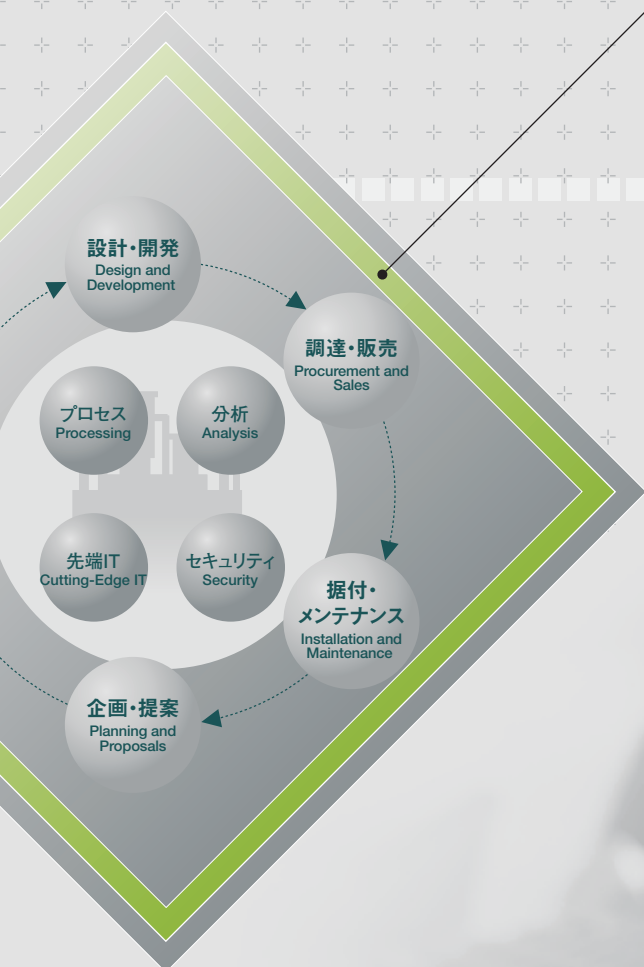 設計・開発
Design and
Development
調達・販売
Procurement and
Sales
プロセス
Processing
分析
Analysis
先端IT
Cutting-Edge IT
セキュリティ
Security
据付・
メンテナンス
Installation and
Maintenance
企画・提案
Planning and
Proposals